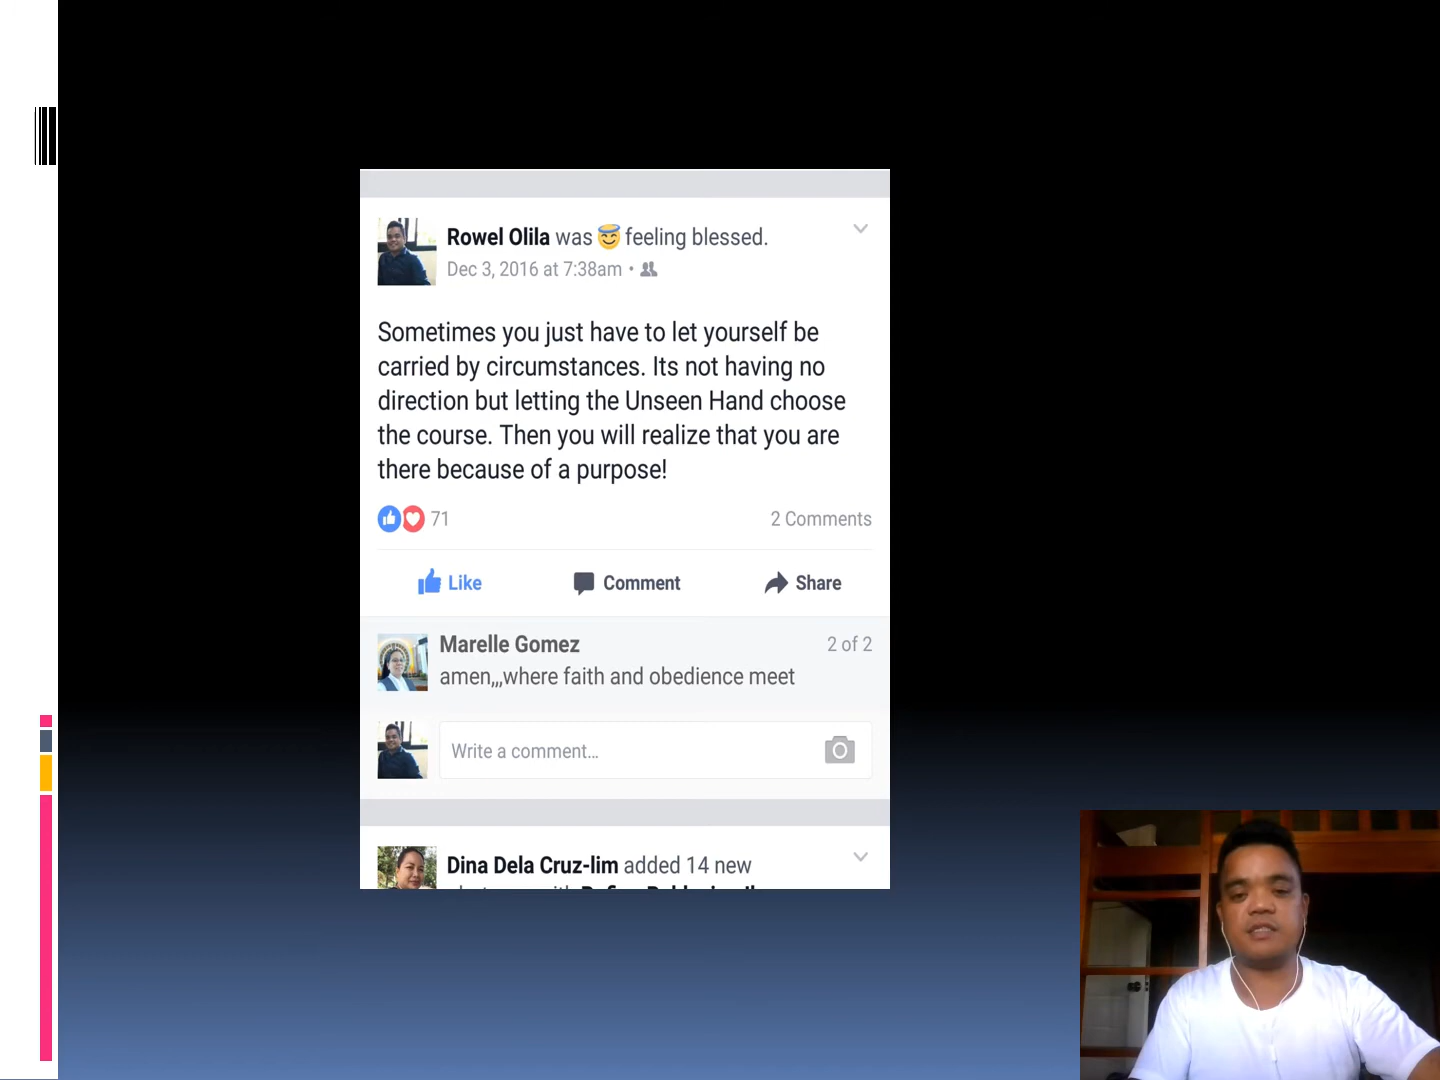 Rowel Olila was 😇 feeling blessed.
Dec 3, 2016 at 7:38am •
Sometimes you just have to let yourself be
carried by circumstances. Its not having no
direction but letting the Unseen Hand choose
the course. Then you will realize that you are
there because of a purpose!
71 2 Comments
Like Comment Share
Marelle Gomez 2 of 2
amen,,,where faith and obedience meet
Write a comment...
Dina Dela Cruz-lim added 14 new